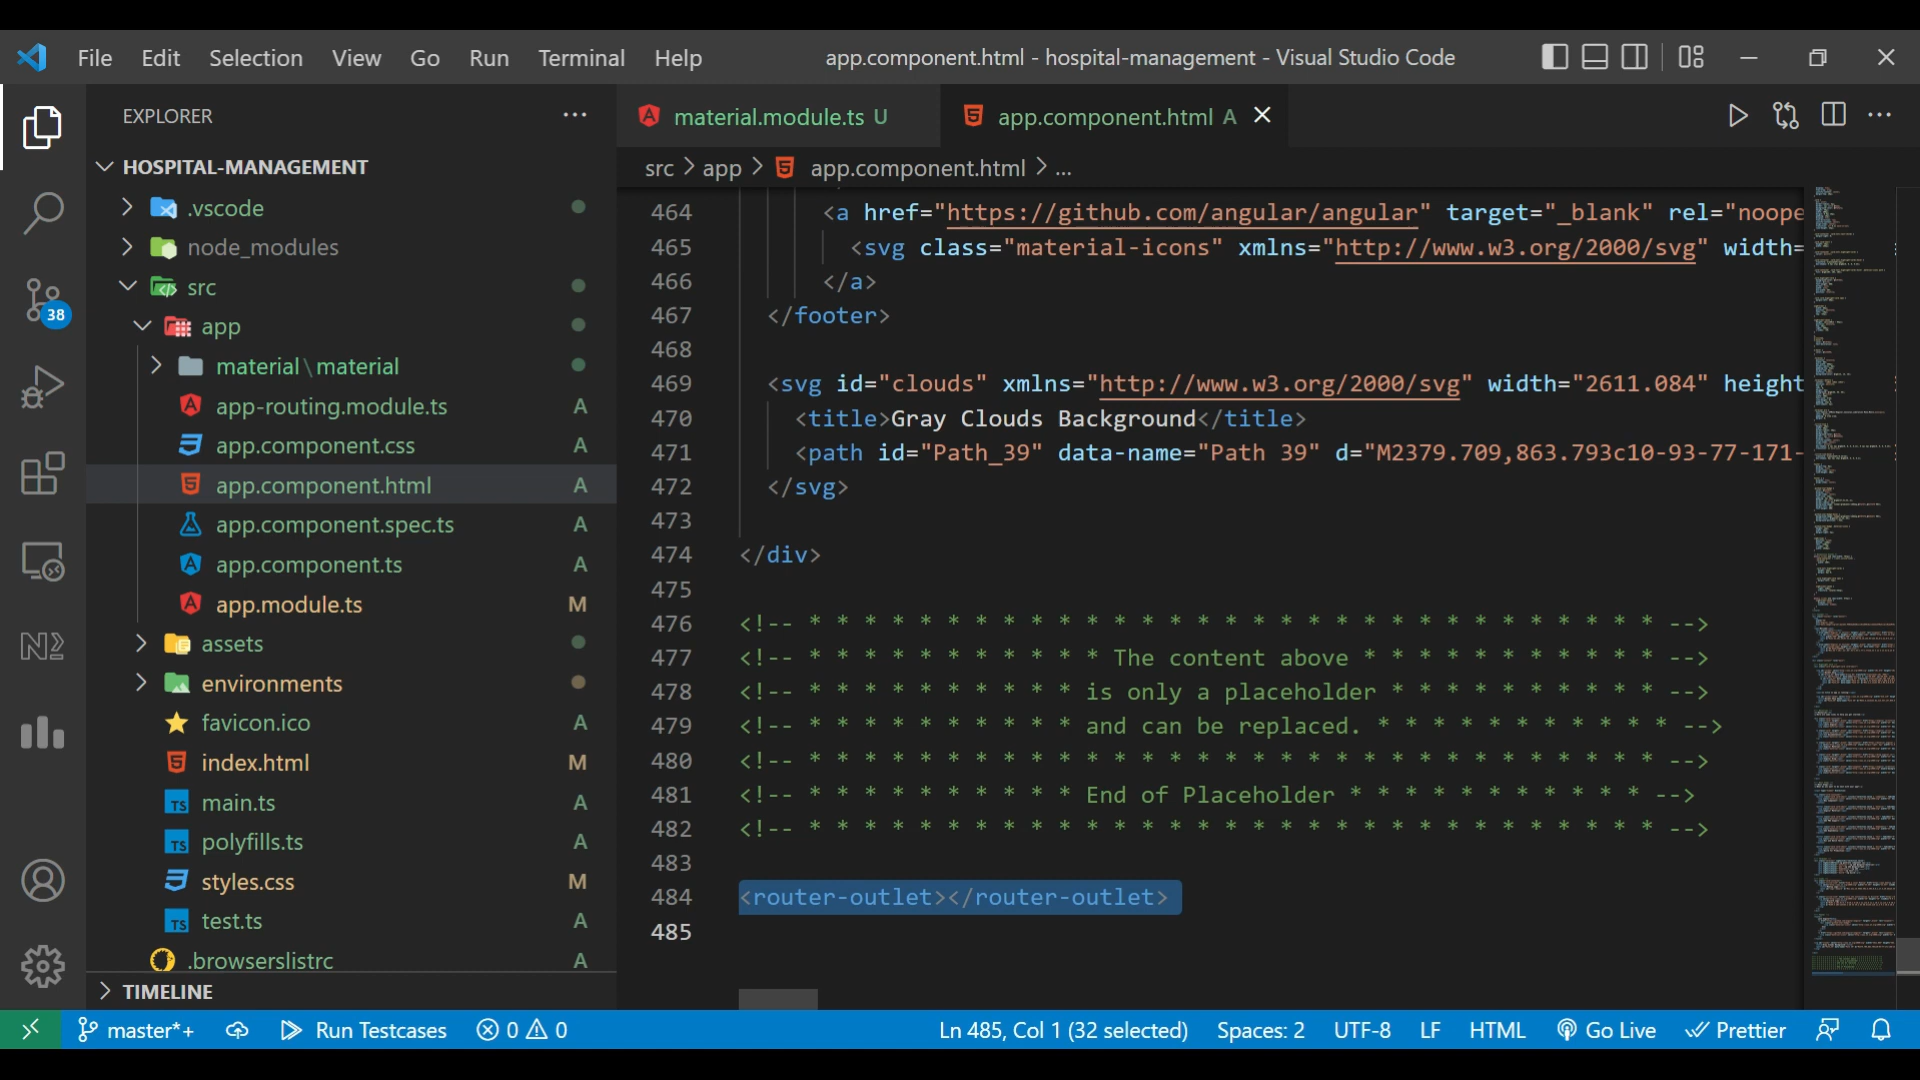 File Edit Selection View Go Run Terminal Help app.component.html - hospital-management - Visual Studio Code
EXPLORER
HOSPITAL-MANAGEMENT
.vscode
node_modules
src
app
material\material
app-routing.module.ts A
app.component.css A
app.component.html A
app.component.spec.ts A
app.component.ts A
app.module.ts M
assets
environments
favicon.ico A
index.html M
main.ts A
polyfills.ts A
styles.css M
test.ts A
.browserslistrc A
TIMELINE
38
material.module.ts U app.component.html A
src > app > app.component.html > ...
464 <a href="https://github.com/angular/angular" target="_blank" rel="noope
465 <svg class="material-icons" xmlns="http://www.w3.org/2000/svg" width=
466 </a>
467 </footer>
468
469 <svg id="clouds" xmlns="http://www.w3.org/2000/svg" width="2611.084" height
470 <title>Gray Clouds Background</title>
471 <path id="Path_39" data-name="Path 39" d="M2379.709,863.793c10-93-77-171-
472 </svg>
473
474 </div>
475
476 <!-- * * * * * * * * * * * * * * * * * * * * * * * * * * * * * * * -->
477 <!-- * * * * * * * * * * * The content above * * * * * * * * * * * -->
478 <!-- * * * * * * * * * * is only a placeholder * * * * * * * * * * -->
479 <!-- * * * * * * * * * * and can be replaced. * * * * * * * * * * * -->
480 <!-- * * * * * * * * * * * * * * * * * * * * * * * * * * * * * * * -->
481 <!-- * * * * * * * * * * End of Placeholder * * * * * * * * * * * -->
482 <!-- * * * * * * * * * * * * * * * * * * * * * * * * * * * * * * * -->
483
484 <router-outlet></router-outlet>
485
master*+ Run Testcases 0 0 Ln 485, Col 1 (32 selected) Spaces: 2 UTF-8 LF HTML Go Live Prettier